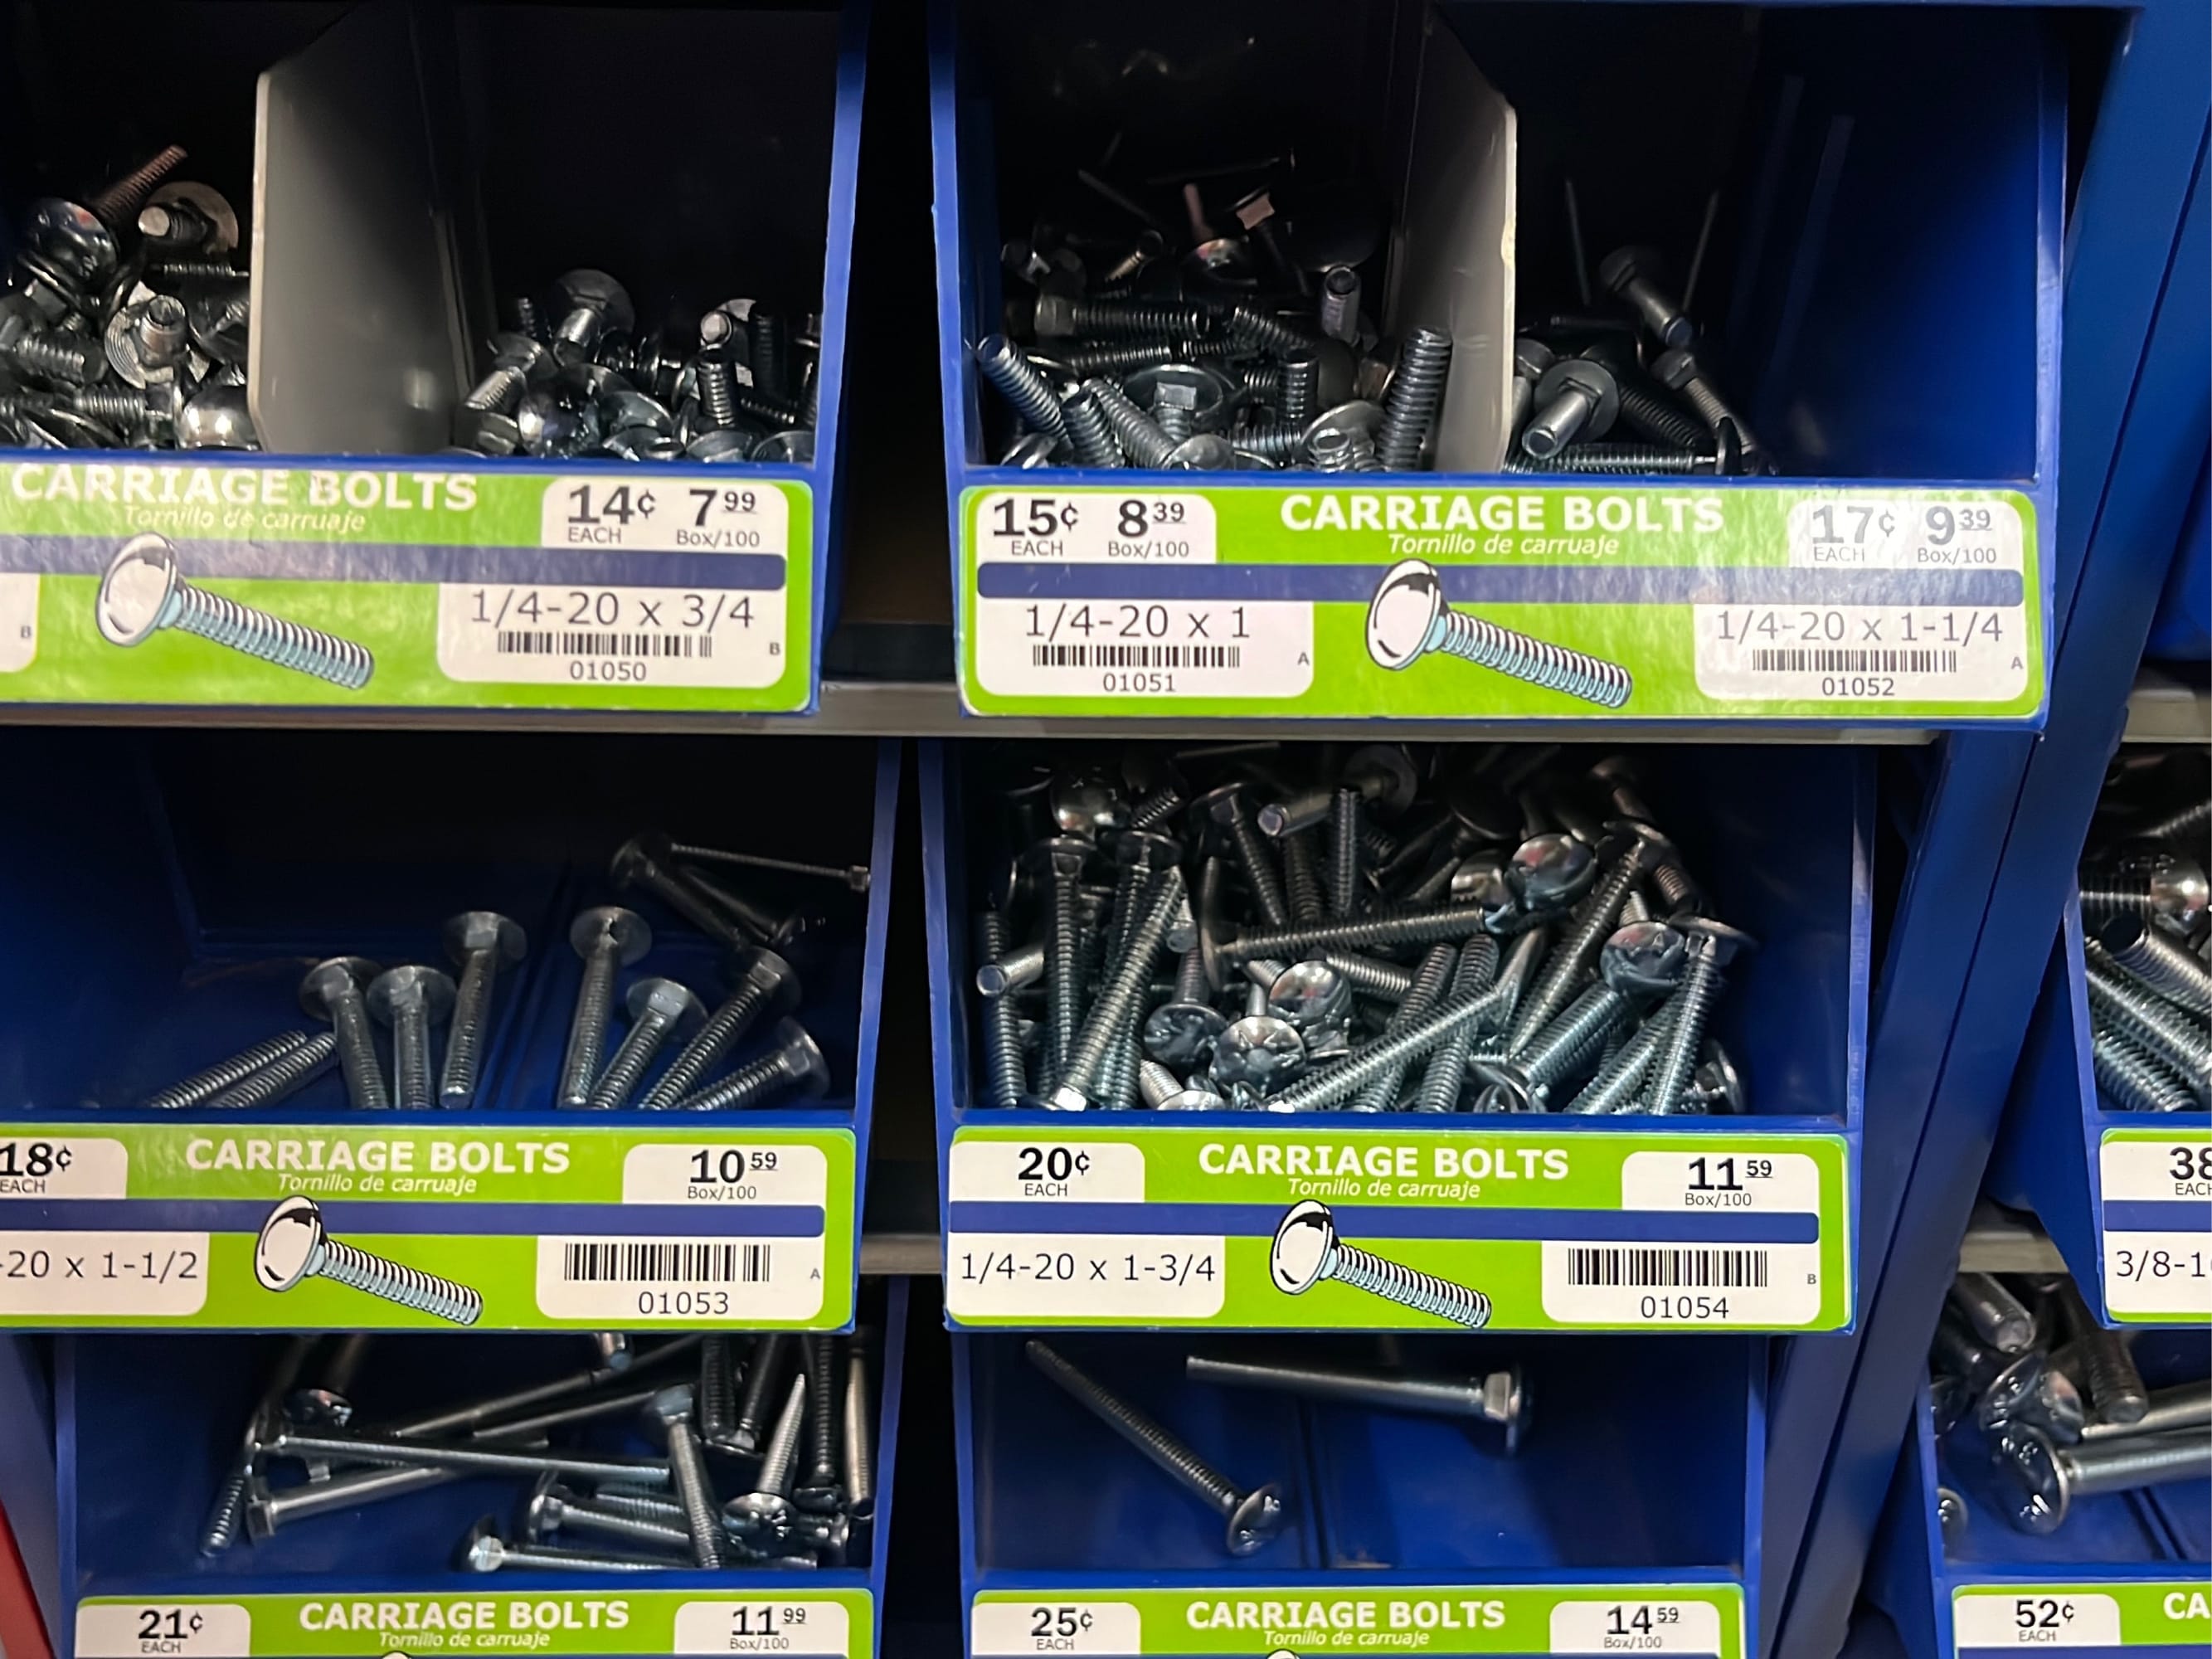 CARRIAGE BOLTS
Tornillo de carruaje
14¢ EACH
7.99 Box/100
1/4-20 x 3/4
01050
B
B
15¢ EACH
8.39 Box/100
CARRIAGE BOLTS
Tornillo de carruaje
17¢ EACH
9.39 Box/100
1/4-20 x 1
01051
A
1/4-20 x 1-1/4
01052
A
18¢ EACH
CARRIAGE BOLTS
Tornillo de carruaje
10.59 Box/100
-20 x 1-1/2
01053
A
20¢ EACH
CARRIAGE BOLTS
Tornillo de carruaje
11.59 Box/100
1/4-20 x 1-3/4
01054
B
38
EACH
3/8-1
21¢ EACH
CARRIAGE BOLTS
Tornillo de carruaje
11.99 Box/100
25¢ EACH
CARRIAGE BOLTS
Tornillo de carruaje
14.59 Box/100
52¢ EACH
CA